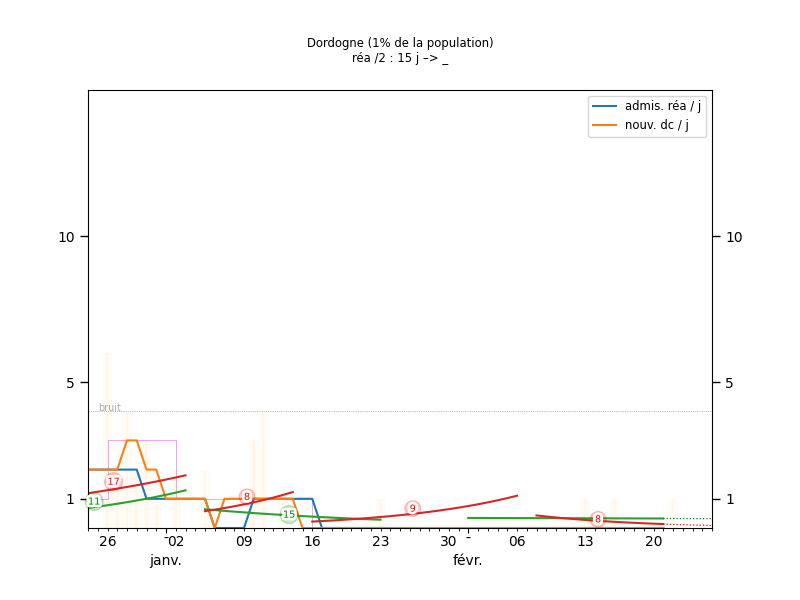 Dordogne (1% de la population)
réa /2 : 15 j –> _
admis. réa / j
nouv. dc / j
10 10
5 5
bruit
17
11
8
15
9
8
1 1
26 02 09 16 23 30 06 13 20
janv. févr.